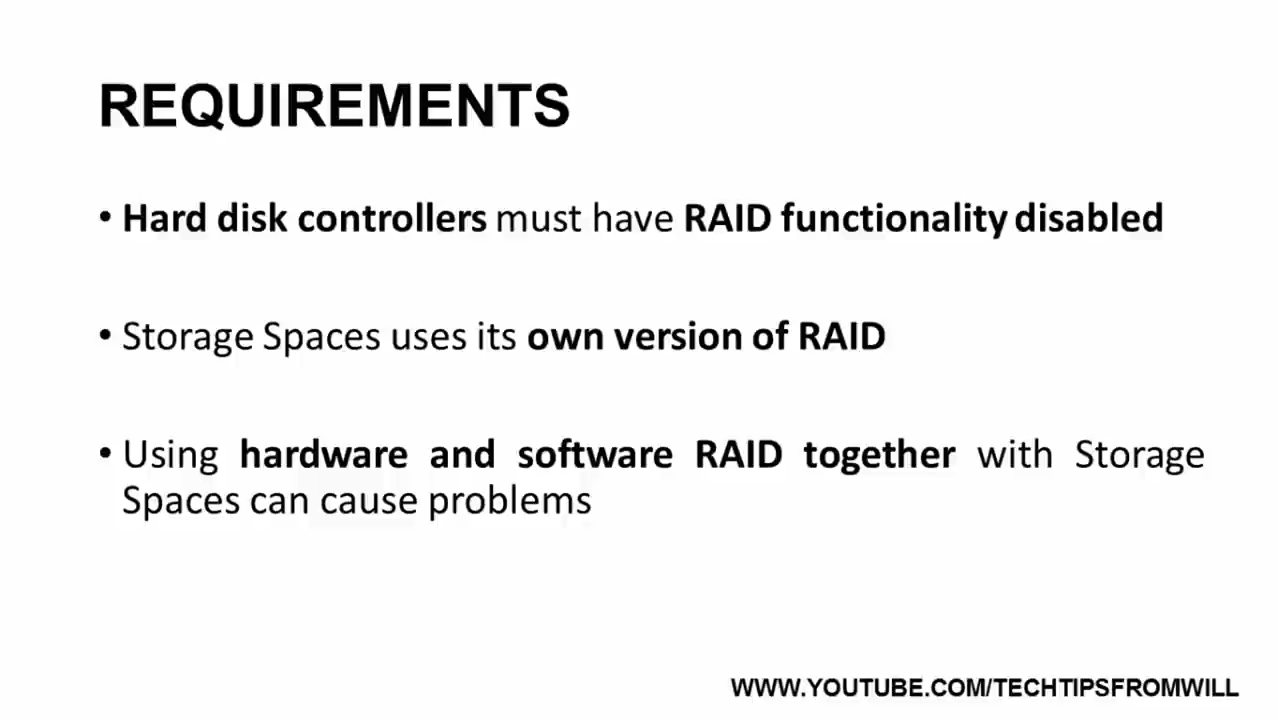 REQUIREMENTS
• Hard disk controllers must have RAID functionality disabled
• Storage Spaces uses its own version of RAID
• Using hardware and software RAID together with Storage
Spaces can cause problems
WWW.YOUTUBE.COM/TECHTIPSFROMWILL